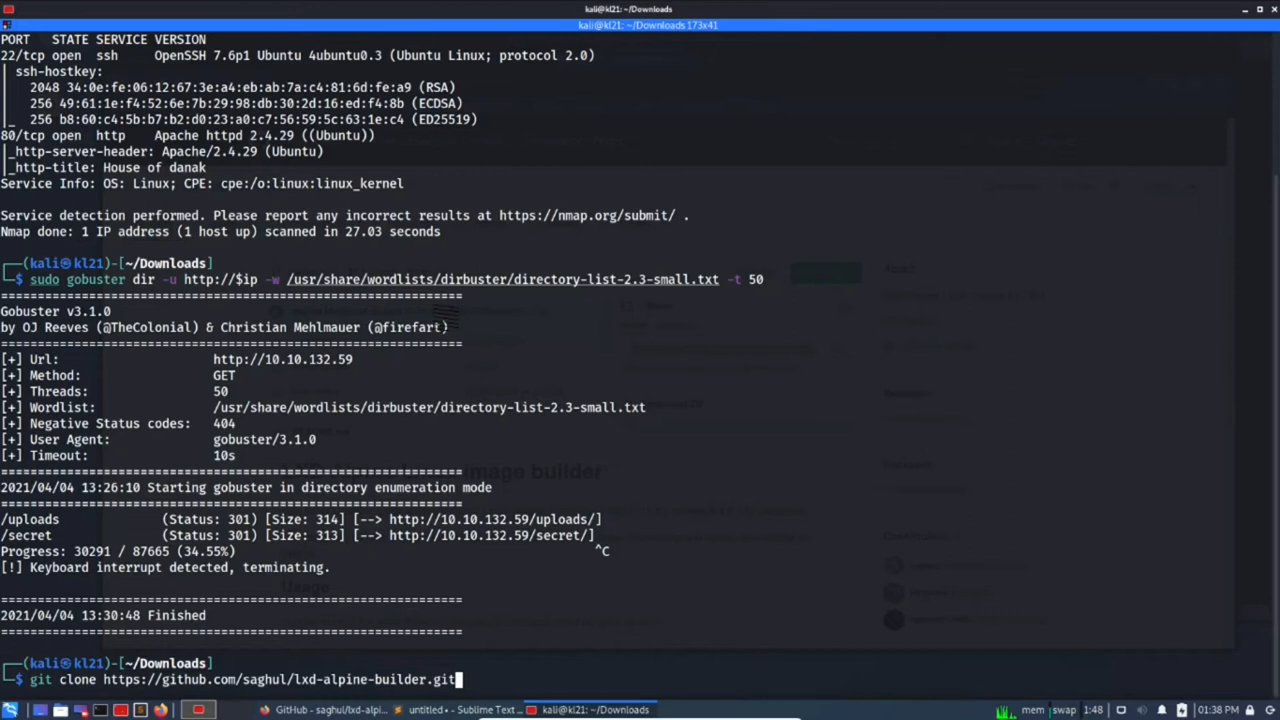 kali@kl21: ~/Downloads
kali@kl21: ~/Downloads 173x41
PORT   STATE SERVICE VERSION
22/tcp open  ssh     OpenSSH 7.6p1 Ubuntu 4ubuntu0.3 (Ubuntu Linux; protocol 2.0)
| ssh-hostkey:
|   2048 34:0e:fe:06:12:67:3e:a4:eb:ab:7a:c4:81:6d:fe:a9 (RSA)
|   256 49:61:1e:f4:52:6e:7b:29:98:db:30:2d:16:ed:f4:8b (ECDSA)
|_  256 b8:60:c4:5b:b7:b2:d0:23:a0:c7:56:59:5c:63:1e:c4 (ED25519)
80/tcp open  http    Apache httpd 2.4.29 ((Ubuntu))
|_http-server-header: Apache/2.4.29 (Ubuntu)
|_http-title: House of danak
Service Info: OS: Linux; CPE: cpe:/o:linux:linux_kernel
Service detection performed. Please report any incorrect results at https://nmap.org/submit/ .
Nmap done: 1 IP address (1 host up) scanned in 27.03 seconds
┌──(kali㉿kl21)-[~/Downloads]
└─$ sudo gobuster dir -u http://$ip -w /usr/share/wordlists/dirbuster/directory-list-2.3-small.txt -t 50
===============================================================
Gobuster v3.1.0
by OJ Reeves (@TheColonial) & Christian Mehlmauer (@firefart)
===============================================================
[+] Url:                     http://10.10.132.59
[+] Method:                  GET
[+] Threads:                 50
[+] Wordlist:                /usr/share/wordlists/dirbuster/directory-list-2.3-small.txt
[+] Negative Status codes:   404
[+] User Agent:              gobuster/3.1.0
[+] Timeout:                 10s
===============================================================
2021/04/04 13:26:10 Starting gobuster in directory enumeration mode
===============================================================
/uploads              (Status: 301) [Size: 314] [--> http://10.10.132.59/uploads/]
/secret               (Status: 301) [Size: 313] [--> http://10.10.132.59/secret/]
Progress: 30291 / 87665 (34.55%)                                                 ^C
[!] Keyboard interrupt detected, terminating.
===============================================================
2021/04/04 13:30:48 Finished
===============================================================
┌──(kali㉿kl21)-[~/Downloads]
└─$ git clone https://github.com/saghul/lxd-alpine-builder.git
GitHub - saghul/lxd-alpi... untitled • - Sublime Text ... kali@kl21: ~/Downloads mem swap 1:48 01:38 PM